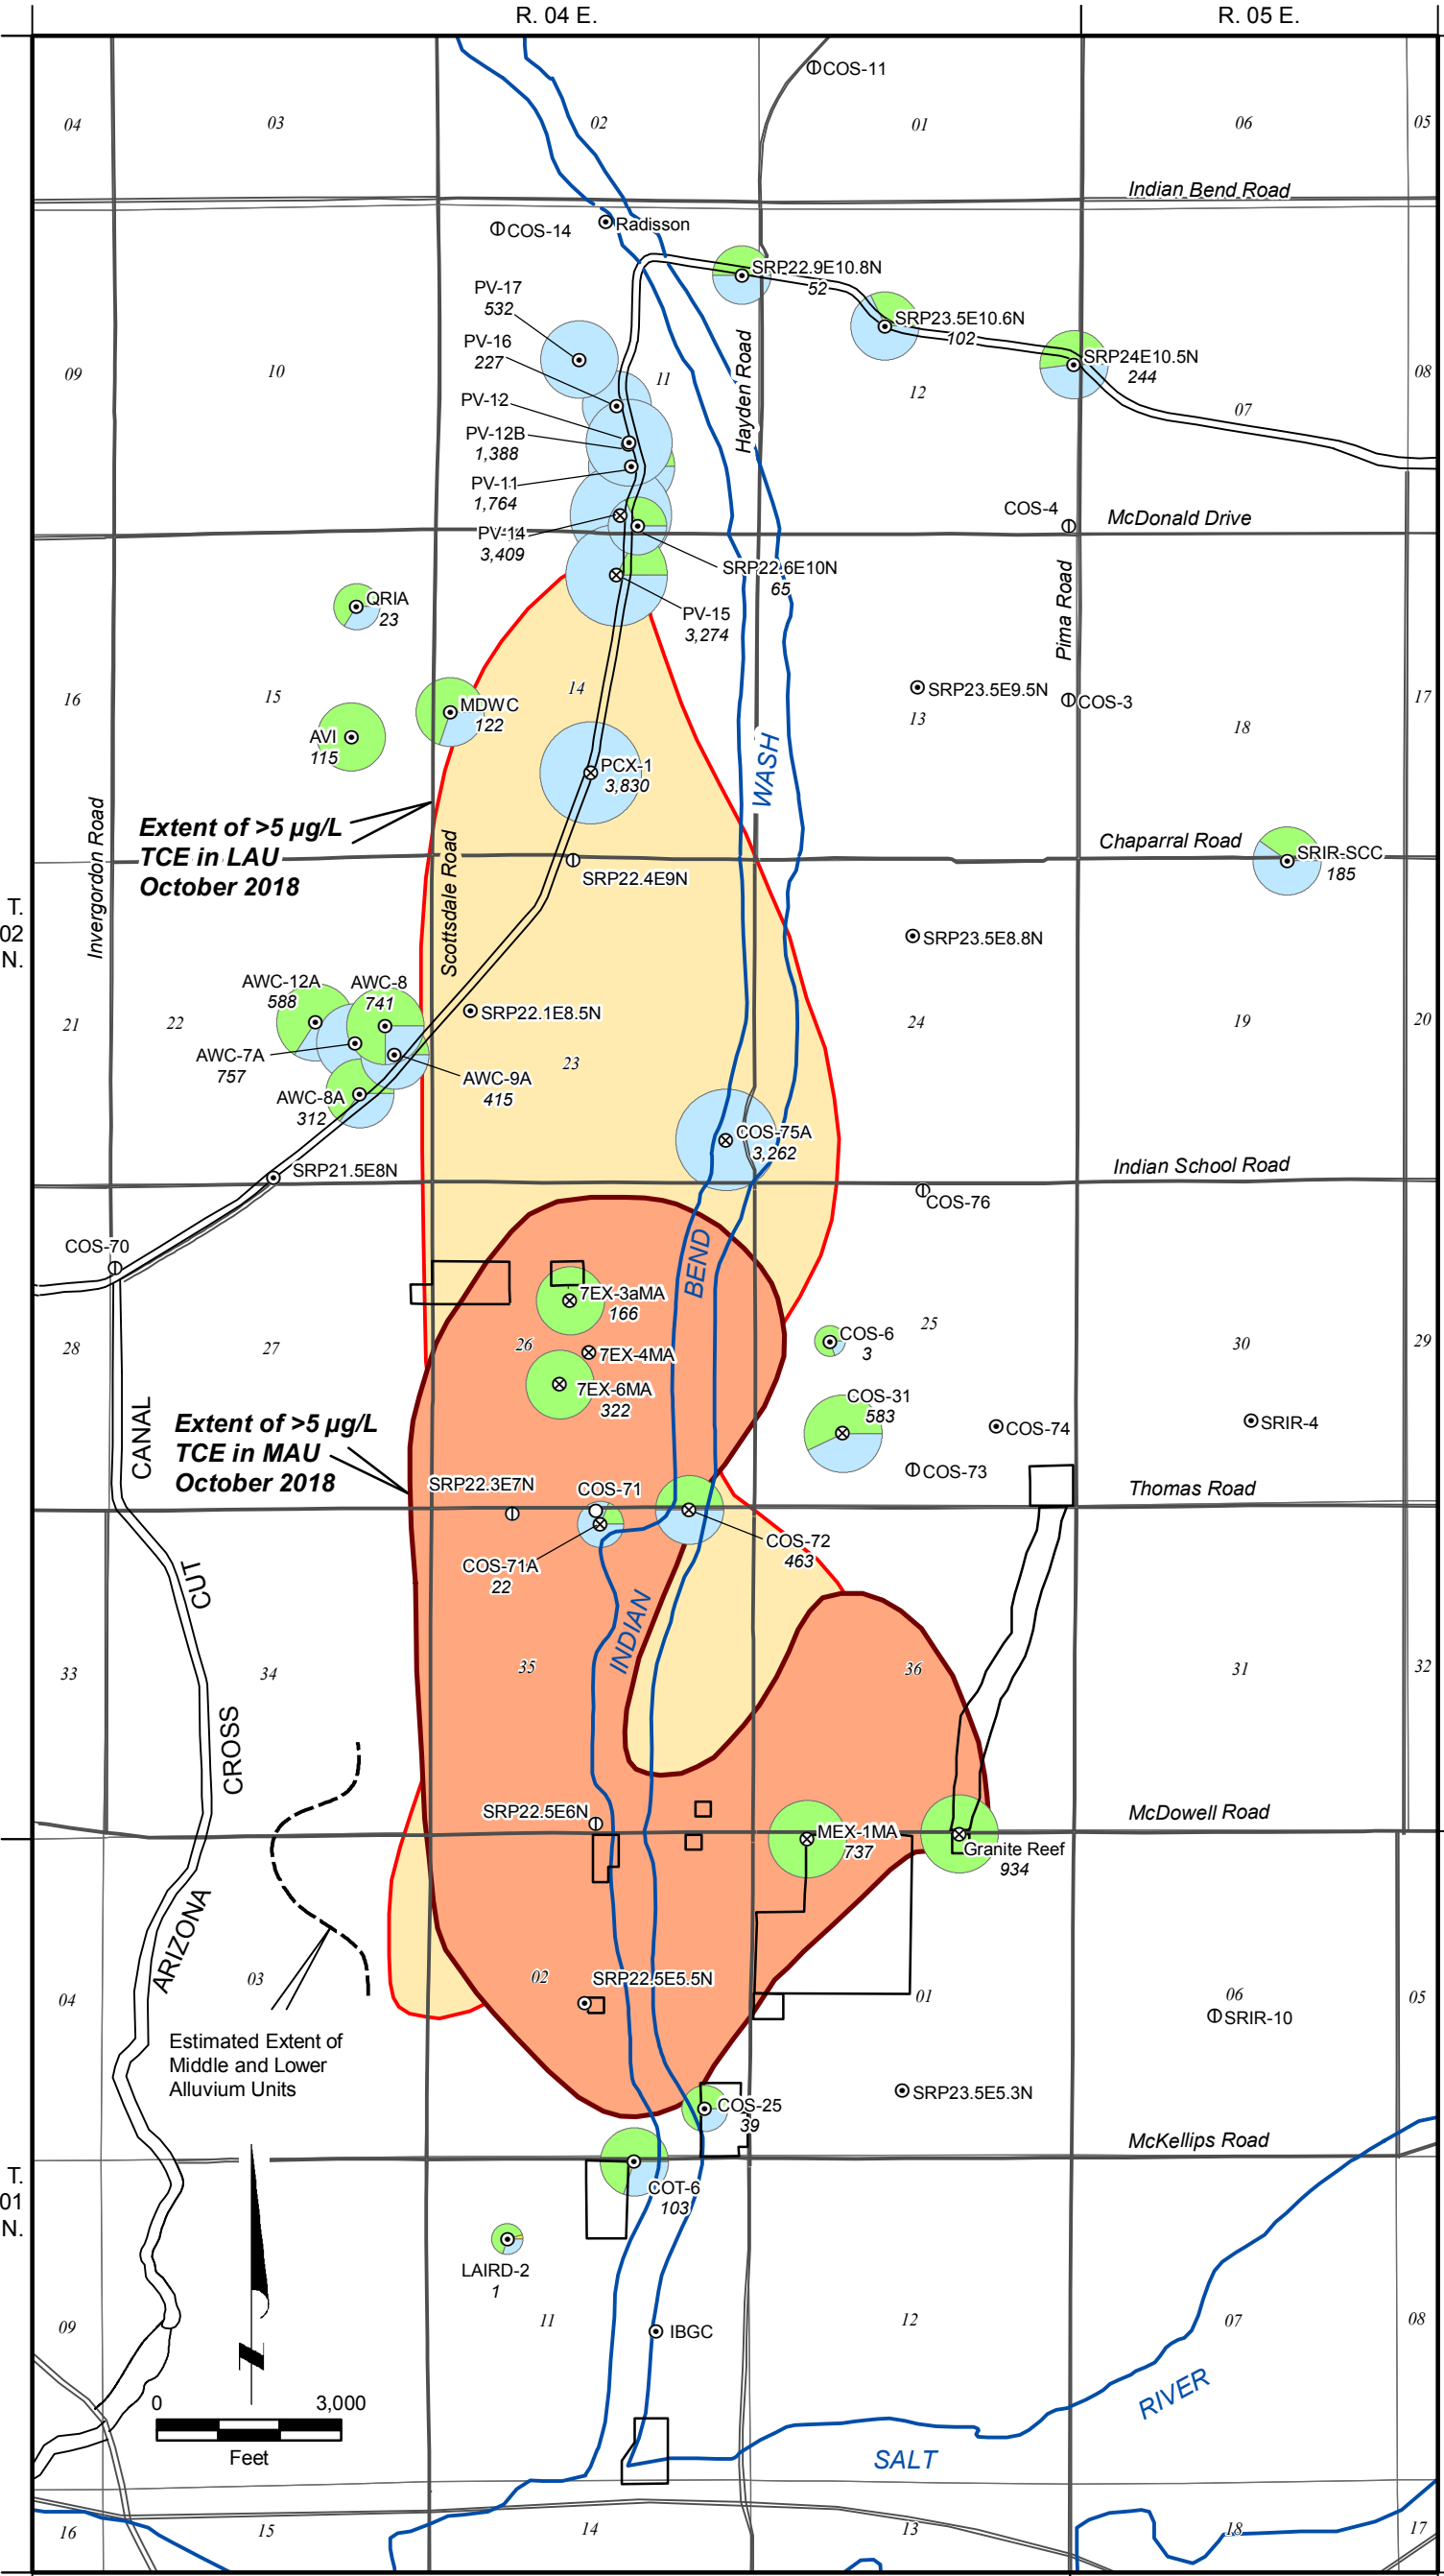 R. 04 E.
R. 05 E.
COS-11
04
03
02
01
06
05
Indian Bend Road
COS-14
Radisson
SRP22.9E10.8N
52
PV-17
532
SRP23.5E10.6N
102
PV-16
227
SRP24E10.5N
244
Hayden Road
09
10
11
12
07
08
PV-12
PV-12B
1,388
PV-11
1,764
COS-4
McDonald Drive
PV-14
3,409
SRP22.6E10N
65
QRIA
23
PV-15
3,274
Pima Road
16
15
14
SRP23.5E9.5N
13
COS-3
18
17
MDWC
122
AVI
115
PCX-1
3,830
WASH
Invergordon Road
Extent of >5 µg/L
TCE in LAU
October 2018
Scottsdale Road
Chaparral Road
SRIR-SCC
185
SRP22.4E9N
T.
02
N.
SRP23.5E8.8N
AWC-12A
588
AWC-8
741
SRP22.1E8.5N
21
22
23
24
19
20
AWC-7A
757
AWC-9A
415
AWC-8A
312
COS-75A
3,262
SRP21.5E8N
Indian School Road
COS-76
COS-70
BEND
7EX-3aMA
166
28
27
26
25
30
29
COS-6
3
7EX-4MA
7EX-6MA
322
COS-31
583
COS-74
SRIR-4
CANAL
Extent of >5 µg/L
TCE in MAU
October 2018
COS-73
SRP22.3E7N
COS-71
Thomas Road
COS-72
463
COS-71A
22
CUT
INDIAN
33
34
35
36
31
32
CROSS
SRP22.5E6N
McDowell Road
MEX-1MA
737
Granite Reef
934
ARIZONA
04
03
02
SRP22.5E5.5N
01
06
05
SRIR-10
Estimated Extent of
Middle and Lower
Alluvium Units
SRP23.5E5.3N
COS-25
39
McKellips Road
T.
01
N.
COT-6
103
LAIRD-2
1
09
11
IBGC
12
07
08
0
3,000
Feet
RIVER
SALT
16
15
14
13
18
17